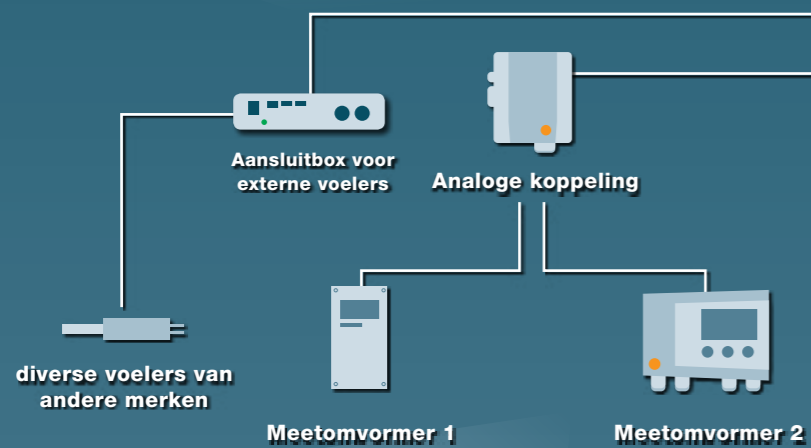 Aansluitbox voor
externe voelers
Analoge koppeling
diverse voelers van
andere merken
Meetomvormer 1
Meetomvormer 2